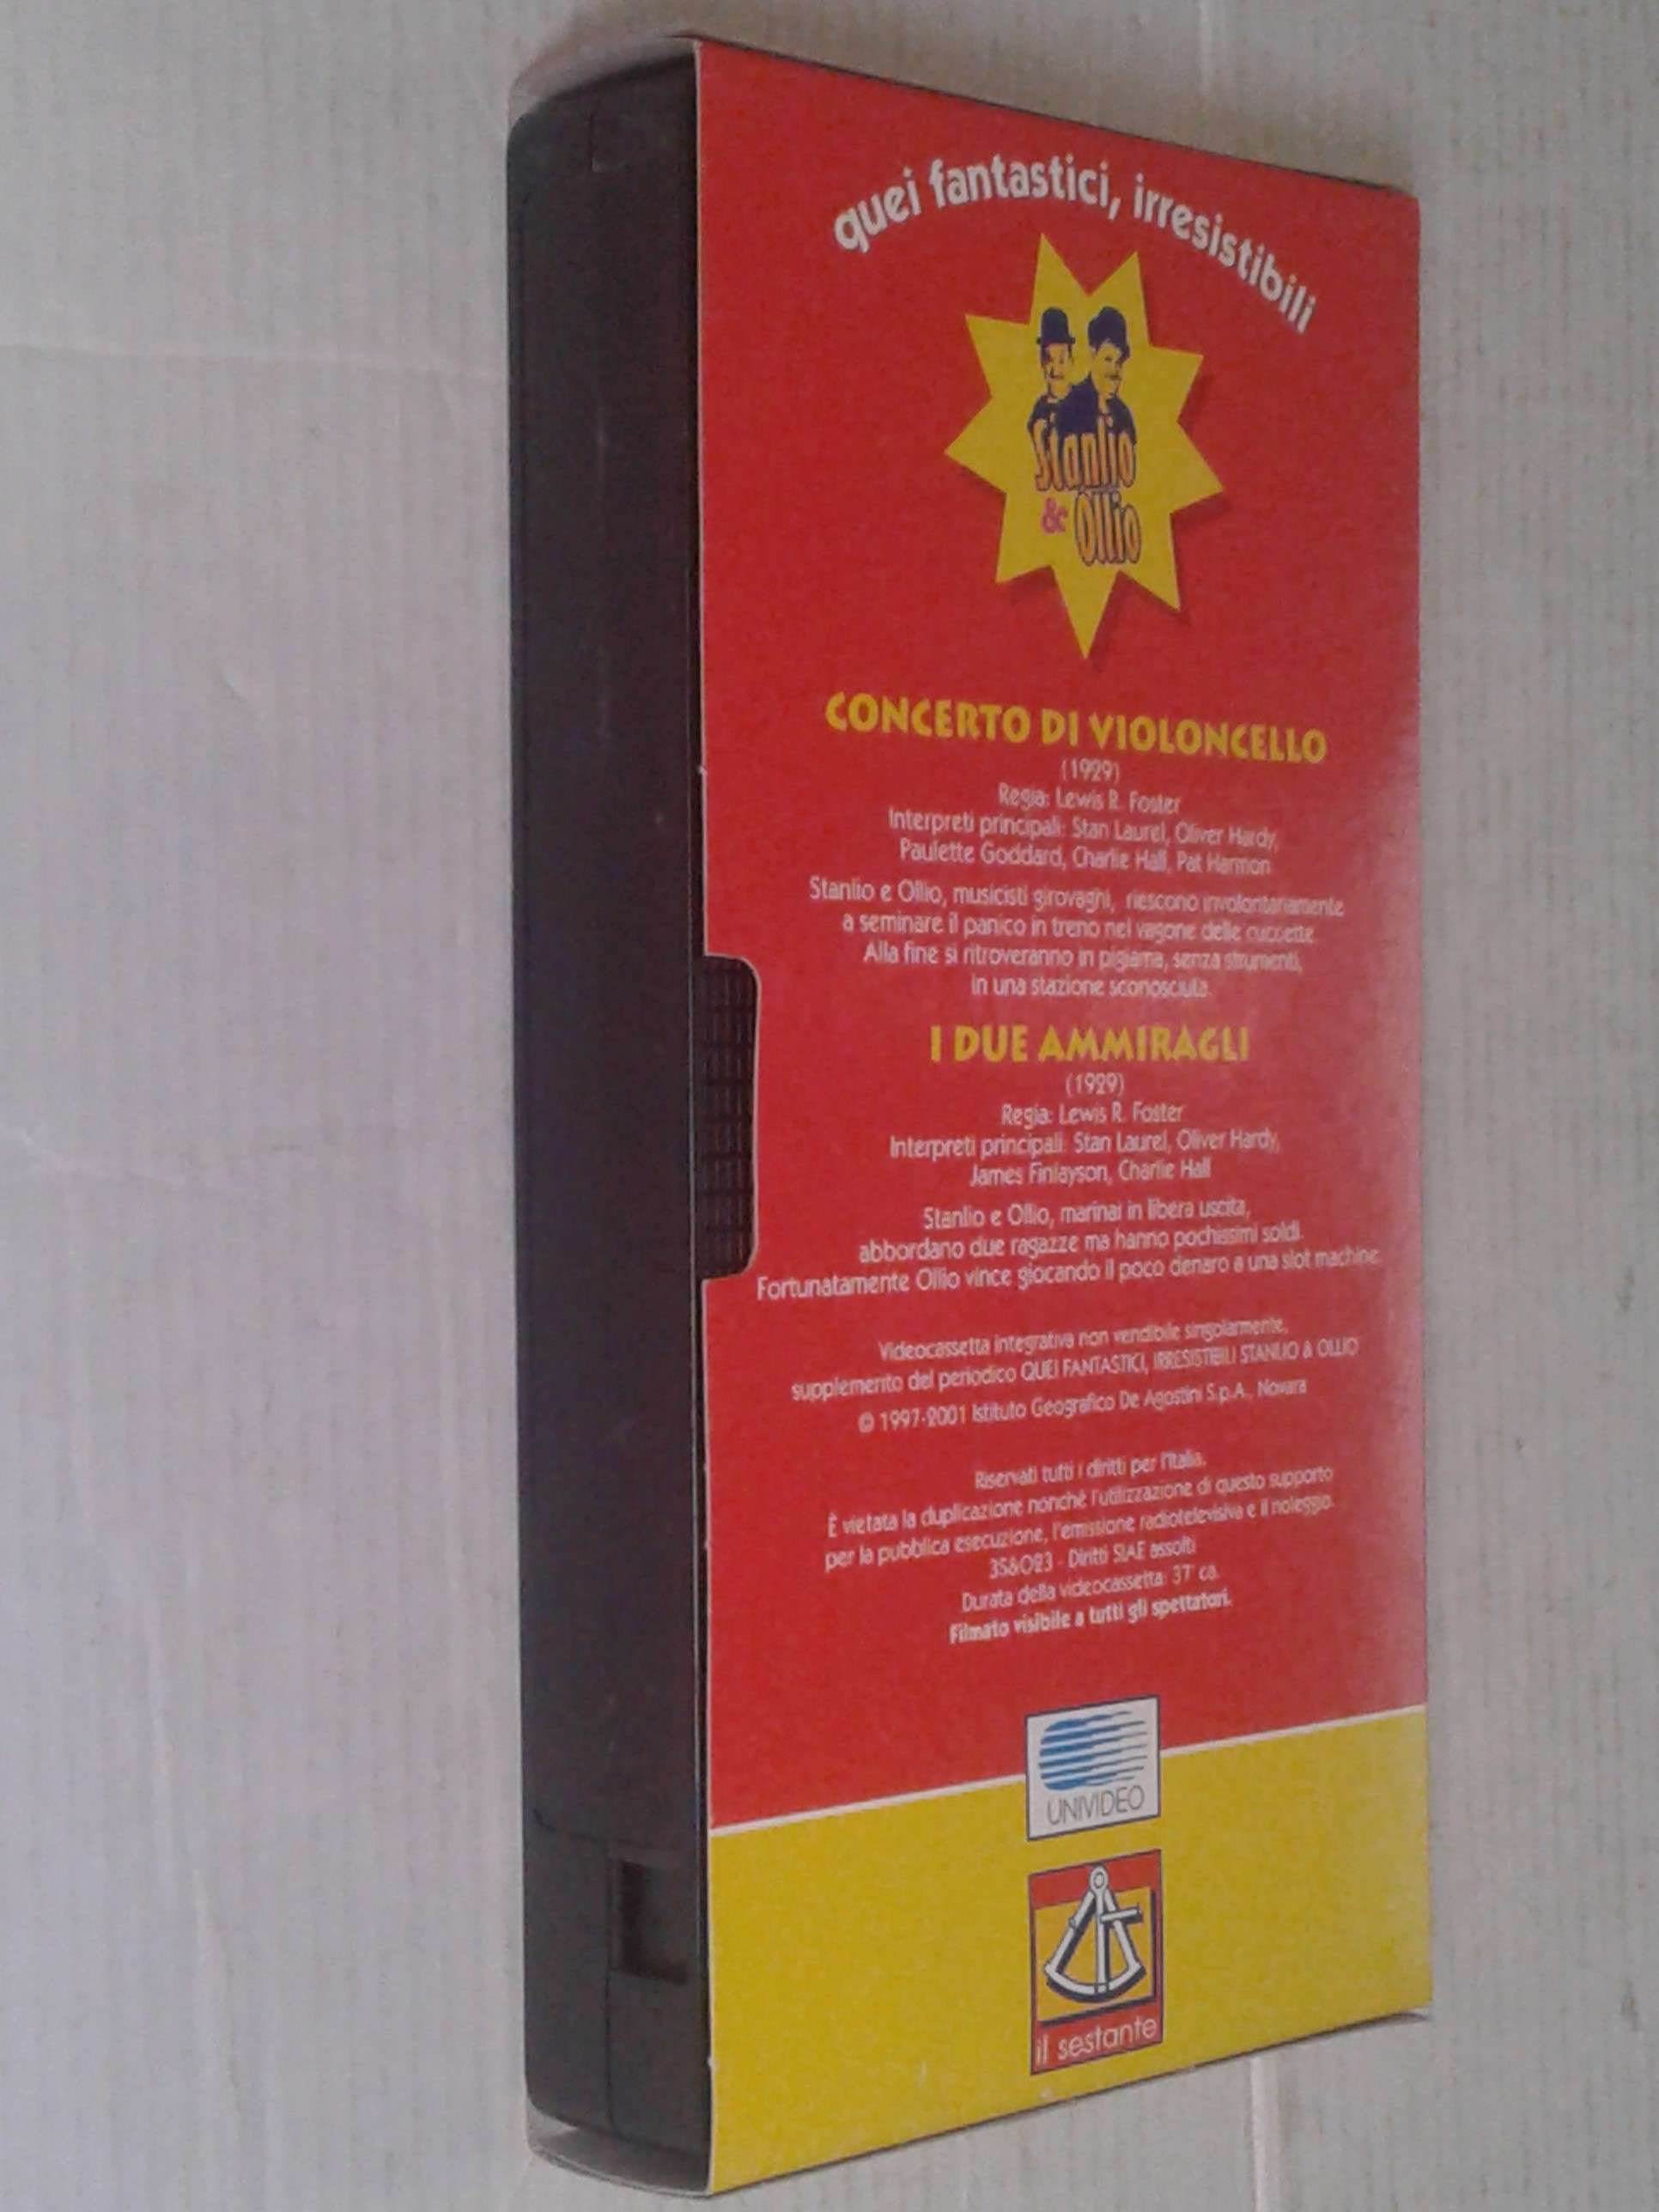 quei fantastici, irresistibili
Stanlio
& Ollio
CONCERTO DI VIOLONCELLO
(1929)
Regia: Lewis R. Foster
Interpreti principali: Stan Laurel, Oliver Hardy,
Paulette Goddard, Charlie Hall, Pat Harmon
Stanlio e Ollio, musicisti girovaghi, riescono involontariamente
a seminare il panico in treno nel vagone delle cuccette.
Alla fine si ritroveranno in pigiama, senza strumenti,
in una stazione sconosciuta.
I DUE AMMIRAGLI
(1929)
Regia: Lewis R. Foster
Interpreti principali: Stan Laurel, Oliver Hardy,
James Finlayson, Charlie Hall
Stanlio e Ollio, marinai in libera uscita,
abbordano due ragazze ma hanno pochissimi soldi.
Fortunatamente Ollio vince giocando il poco denaro a una slot machine.
Videocassetta integrativa non vendibile singolarmente,
supplemento del periodico QUEI FANTASTICI, IRRESISTIBILI STANLIO & OLLIO
© 1997-2001 Istituto Geografico De Agostini S.p.A., Novara
Riservati tutti i diritti per l'Italia.
È vietata la duplicazione nonché l'utilizzazione di questo supporto
per la pubblica esecuzione, l'emissione radiotelevisiva e il noleggio.
358023 - Diritti SIAE assolti
Durata della videocassetta: 37' ca.
Filmato visibile a tutti gli spettatori.
UNIVIDEO
il sestante